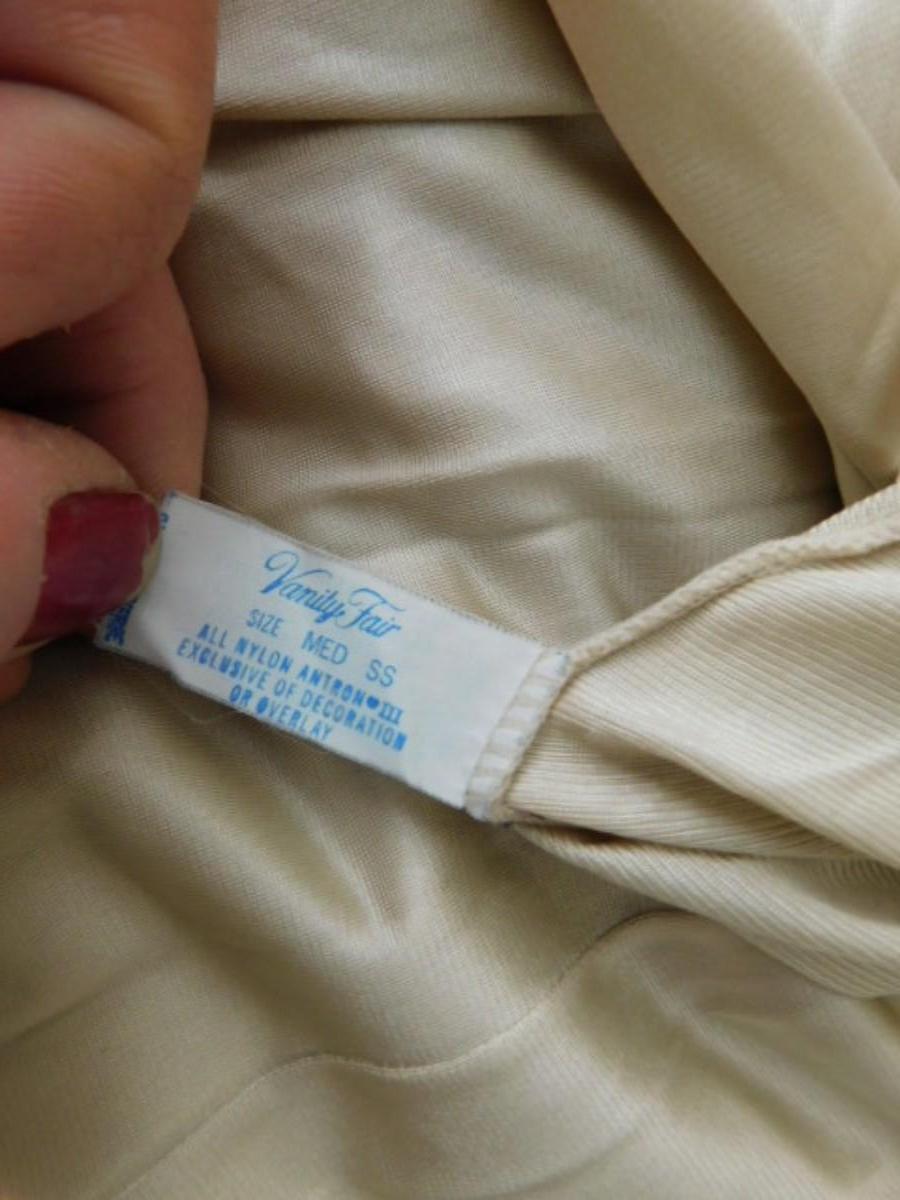 Vanity Fair
SIZE MED SS
ALL NYLON ANTRON♥III
EXCLUSIVE OF DECORATION
OR OVERLAY